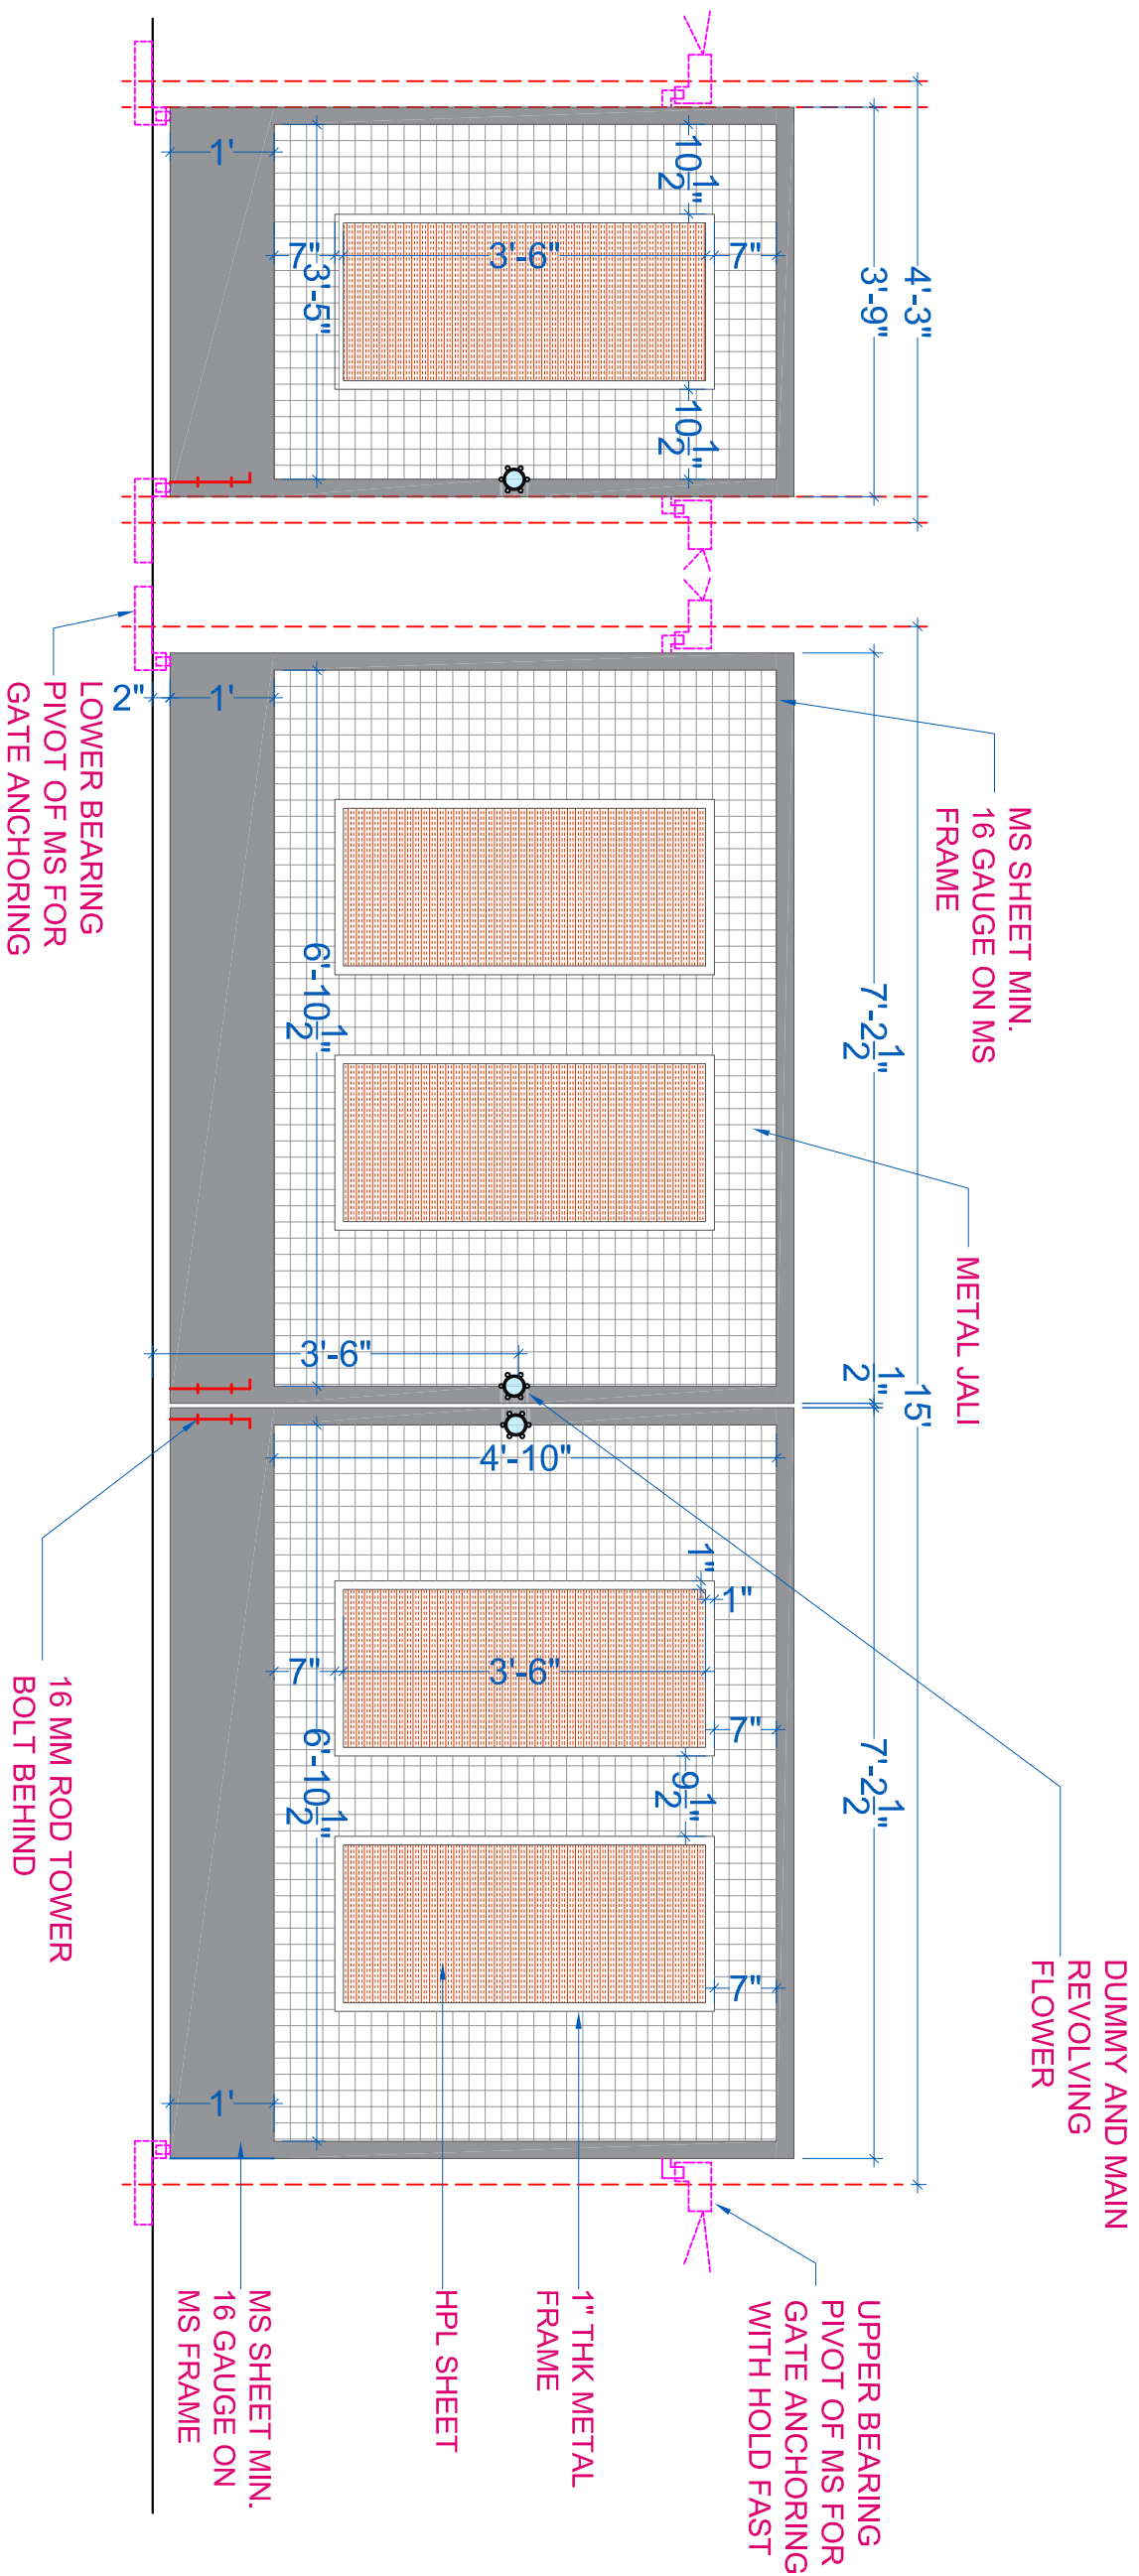 4'-3"
3'-9"
10 1/2"
10 1/2"
7"
3'-6"
7"
3'-5"
1'
15'
7'-2 1/2"
1/2"
7'-2 1/2"
MS SHEET MIN.
16 GAUGE ON MS
FRAME
METAL JALI
DUMMY AND MAIN
REVOLVING
FLOWER
6'-10 1/2"
3'-6"
4'-10"
1"
1"
7"
3'-6"
7"
9 1/2"
7"
6'-10 1/2"
2"
1'
1'
UPPER BEARING
PIVOT OF MS FOR
GATE ANCHORING
WITH HOLD FAST
1" THK METAL
FRAME
HPL SHEET
MS SHEET MIN.
16 GAUGE ON
MS FRAME
LOWER BEARING
PIVOT OF MS FOR
GATE ANCHORING
16 MM ROD TOWER
BOLT BEHIND